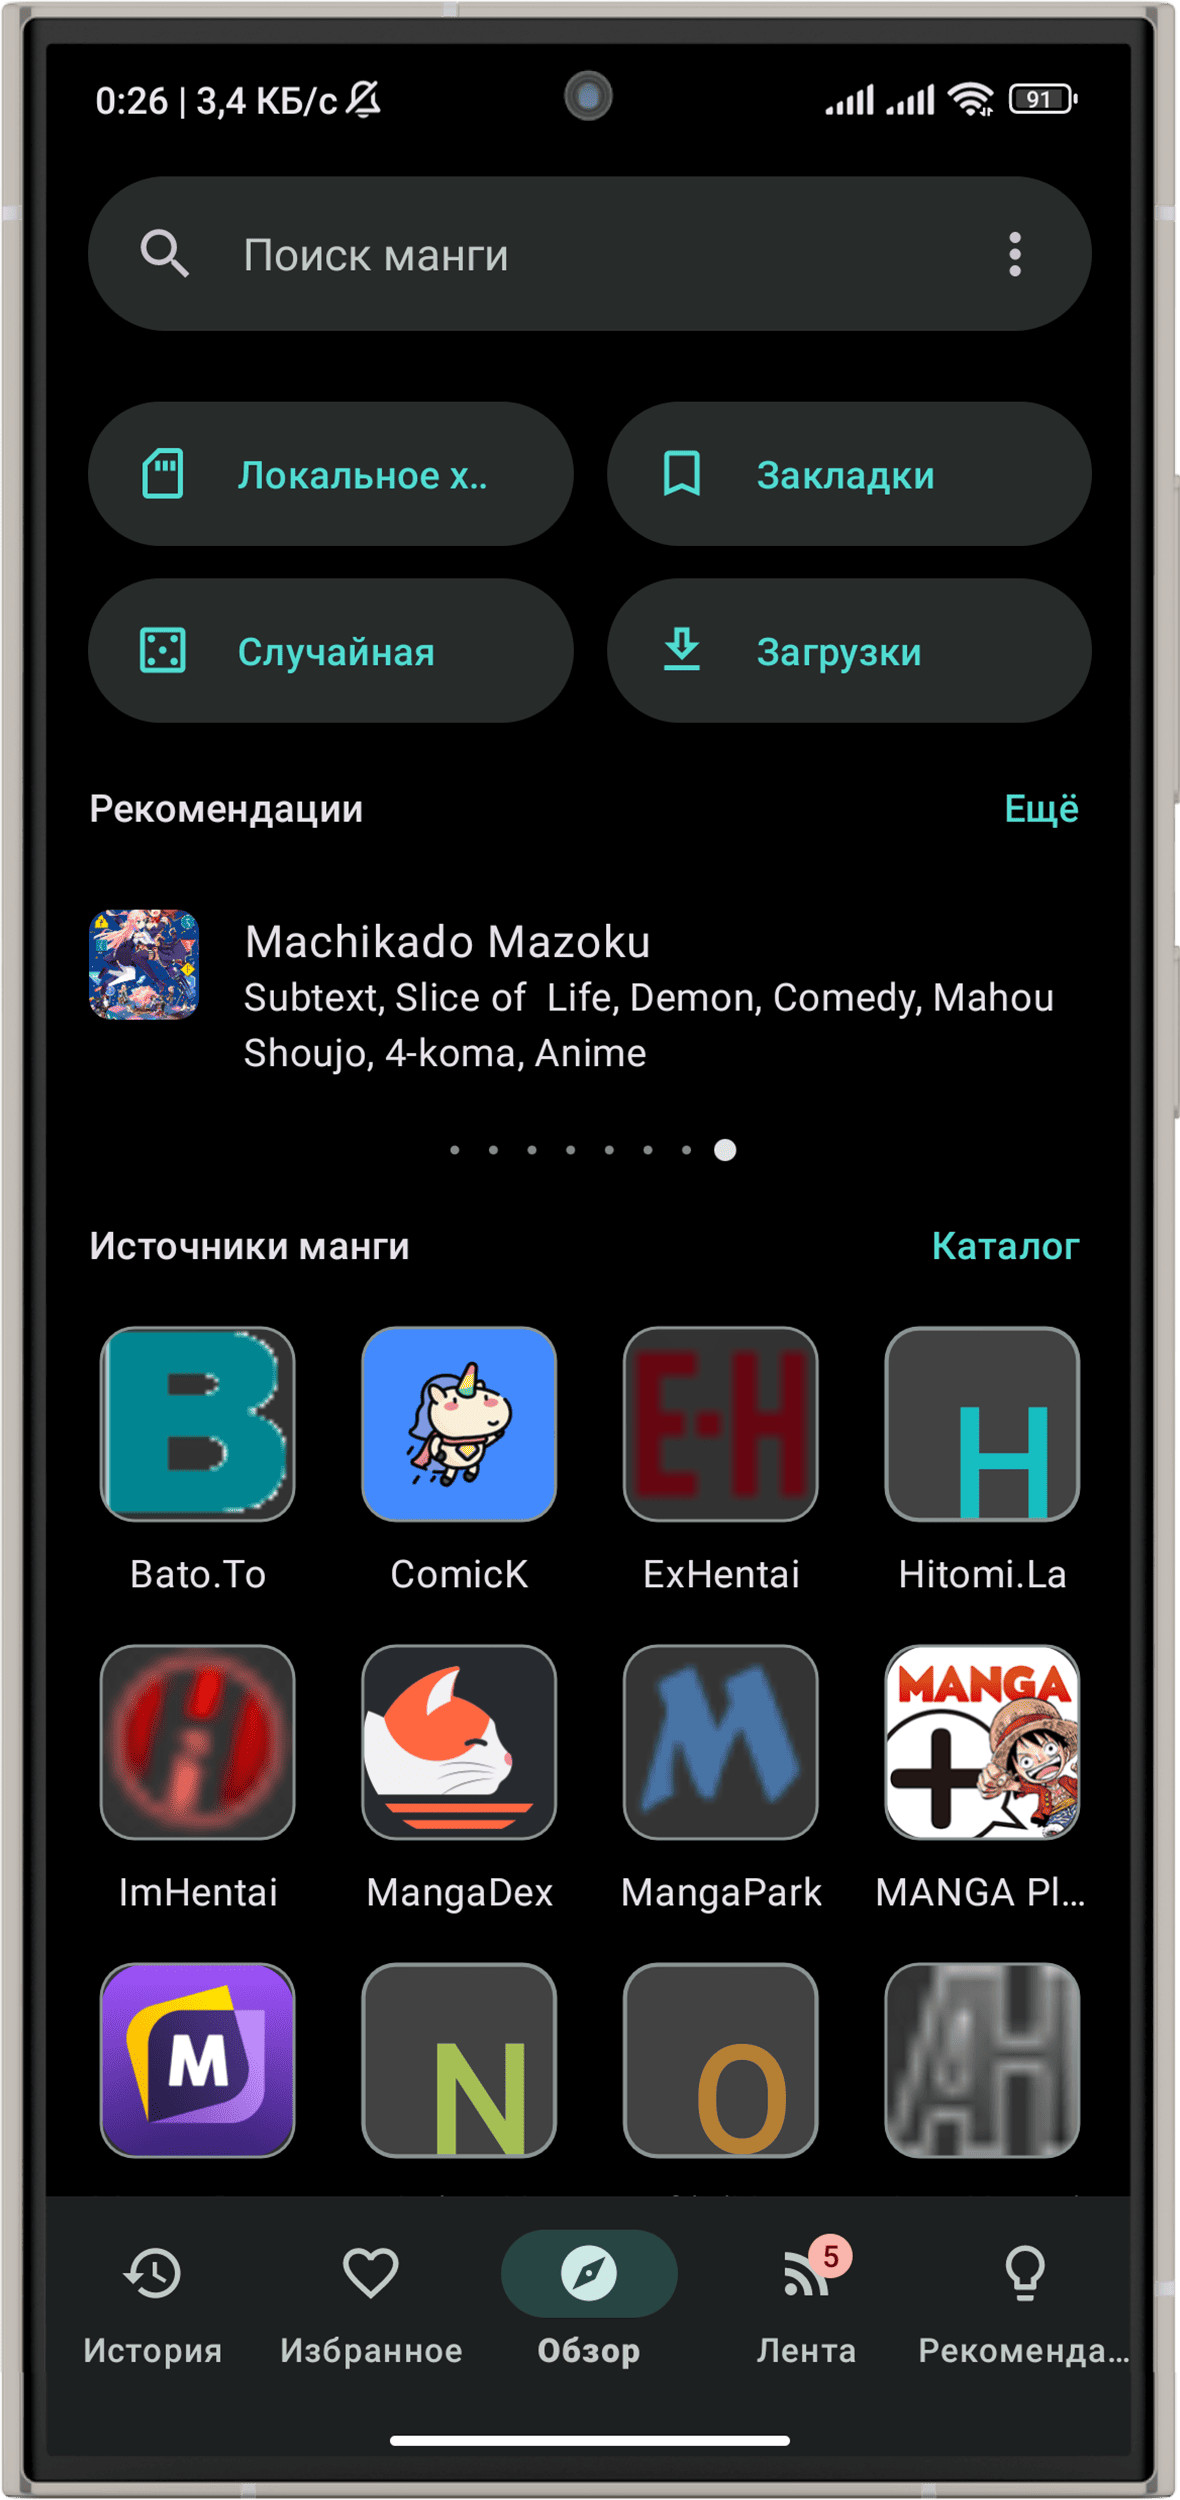 0:26 | 3,4 КБ/с
91
Поиск манги
Локальное х..
Закладки
Случайная
Загрузки
Рекомендации
Ещё
Machikado Mazoku
Subtext, Slice of Life, Demon, Comedy, Mahou
Shoujo, 4-koma, Anime
Источники манги
Каталог
B
E-H
H
Bato.To
ComicK
ExHentai
Hitomi.La
M
MANGA
ImHentai
MangaDex
MangaPark
MANGA Pl...
M
N
O
AH
5
История
Избранное
Обзор
Лента
Рекоменда...